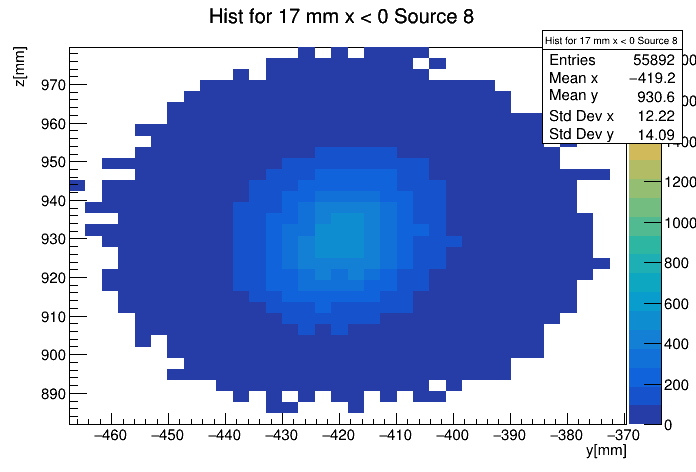 Hist for 17 mm x < 0 Source 8
Hist for 17 mm x < 0 Source 8
Entries 55892
Mean x −419.2
Mean y 930.6
Std Dev x 12.22
Std Dev y 14.09
z[mm]
970
960
950
940
930
920
910
900
890
1400
1200
1000
800
600
400
200
0
−460 −450 −440 −430 −420 −410 −400 −390 −380 −370
y[mm]